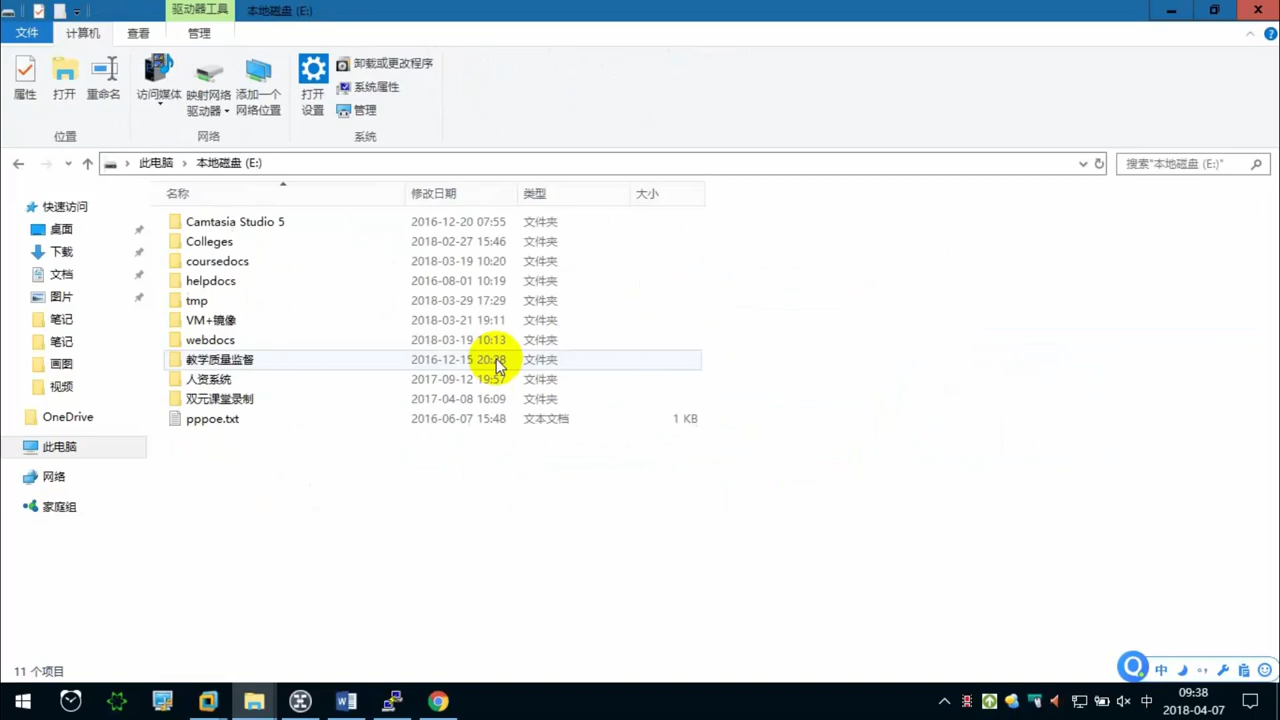 驱动器工具 本地磁盘 (E:)
文件 计算机 查看 管理
属性 打开 重命名 访问媒体 映射网络驱动器 添加一个网络位置 打开设置 卸载或更改程序
系统属性
管理
位置 网络 系统
此电脑 本地磁盘 (E:) 搜索"本地磁盘 (E:)"
名称 修改日期 类型 大小
快速访问
桌面
下载
文档
图片
笔记
笔记
画图
视频
OneDrive
此电脑
网络
家庭组
Camtasia Studio 5 2016-12-20 07:55 文件夹
Colleges 2018-02-27 15:46 文件夹
coursedocs 2018-03-19 10:20 文件夹
helpdocs 2016-08-01 10:19 文件夹
tmp 2018-03-29 17:29 文件夹
VM+镜像 2018-03-21 19:11 文件夹
webdocs 2018-03-19 10:13 文件夹
教学质量监督 2016-12-15 20:38 文件夹
人资系统 2017-09-12 19:57 文件夹
双元课堂录制 2017-04-08 16:09 文件夹
pppoe.txt 2016-06-07 15:48 文本文档 1 KB
11 个项目
中
中 09:38
2018-04-07